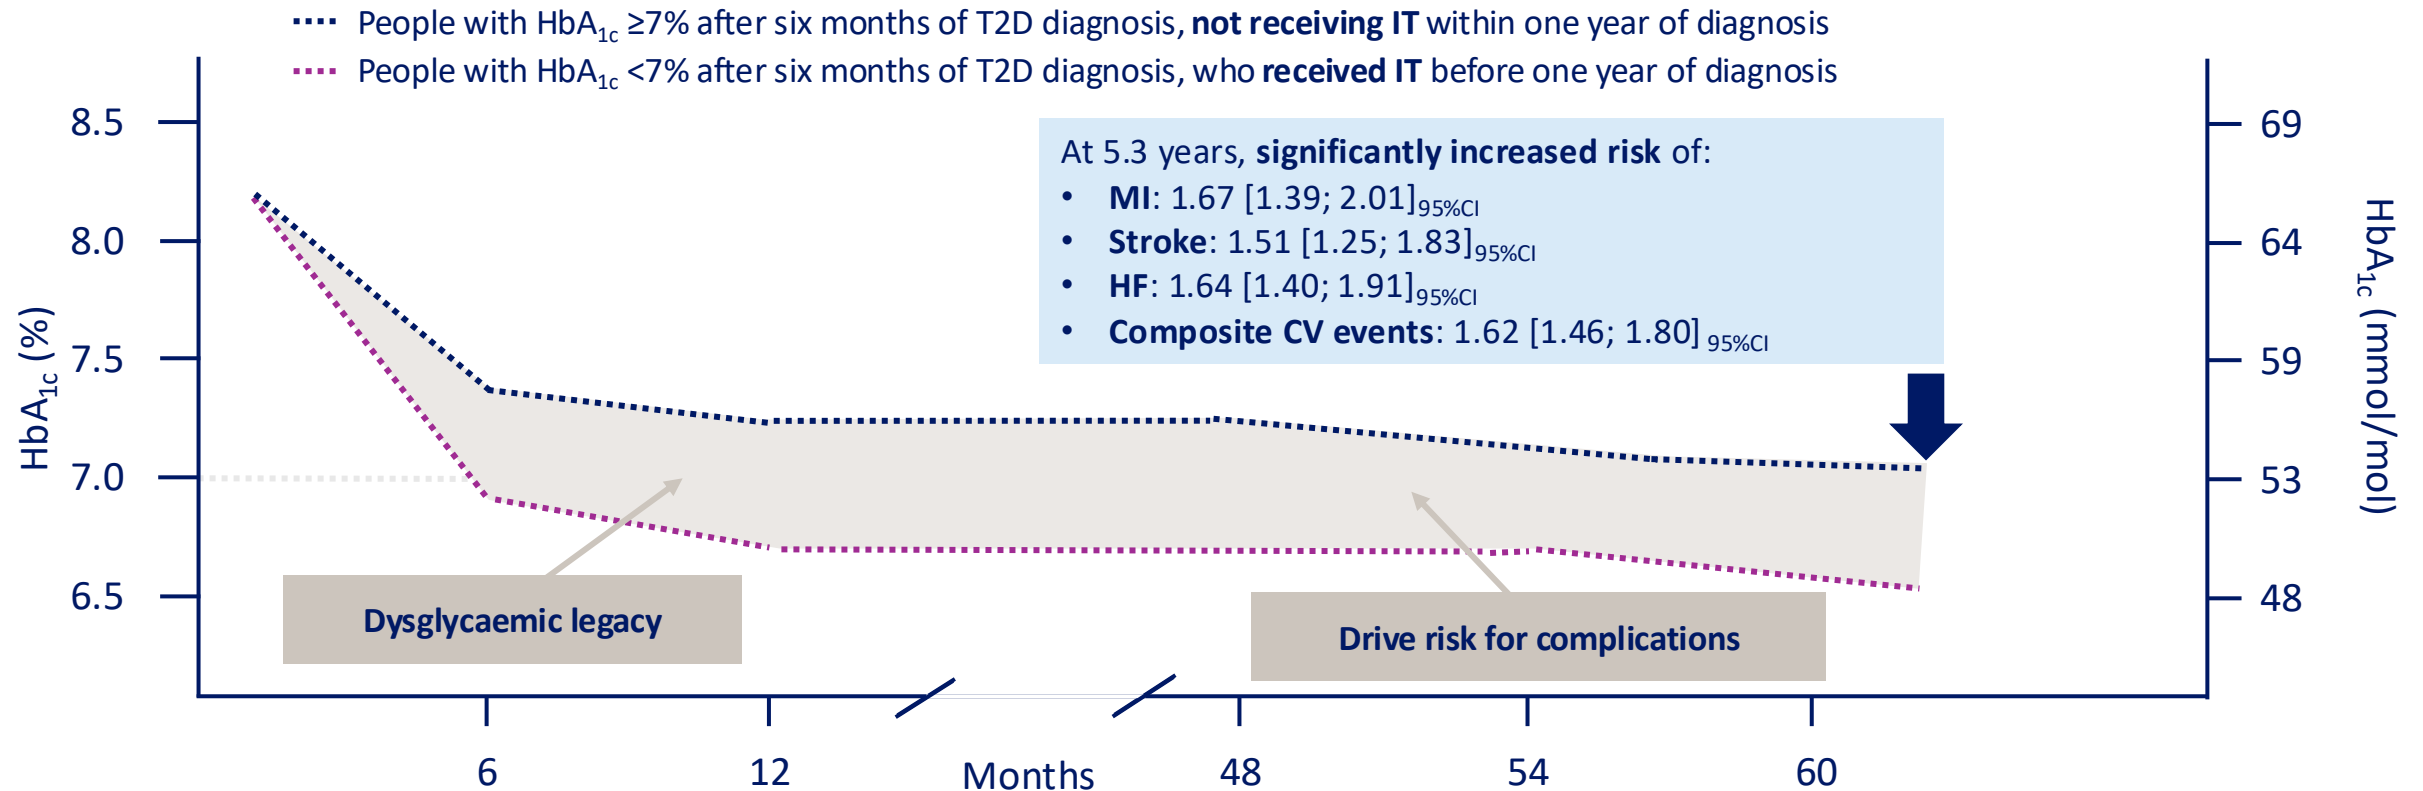 People with HbA1c ≥7% after six months of T2D diagnosis, not receiving IT within one year of diagnosis
People with HbA1c <7% after six months of T2D diagnosis, who received IT before one year of diagnosis
8.5
8.0
7.5
7.0
6.5
HbA1c (%)
At 5.3 years, significantly increased risk of:
• MI: 1.67 [1.39; 2.01]95%CI
• Stroke: 1.51 [1.25; 1.83]95%CI
• HF: 1.64 [1.40; 1.91]95%CI
• Composite CV events: 1.62 [1.46; 1.80] 95%CI
69
64
59
53
48
HbA1c (mmol/mol)
Dysglycaemic legacy
Drive risk for complications
6 12 Months 48 54 60